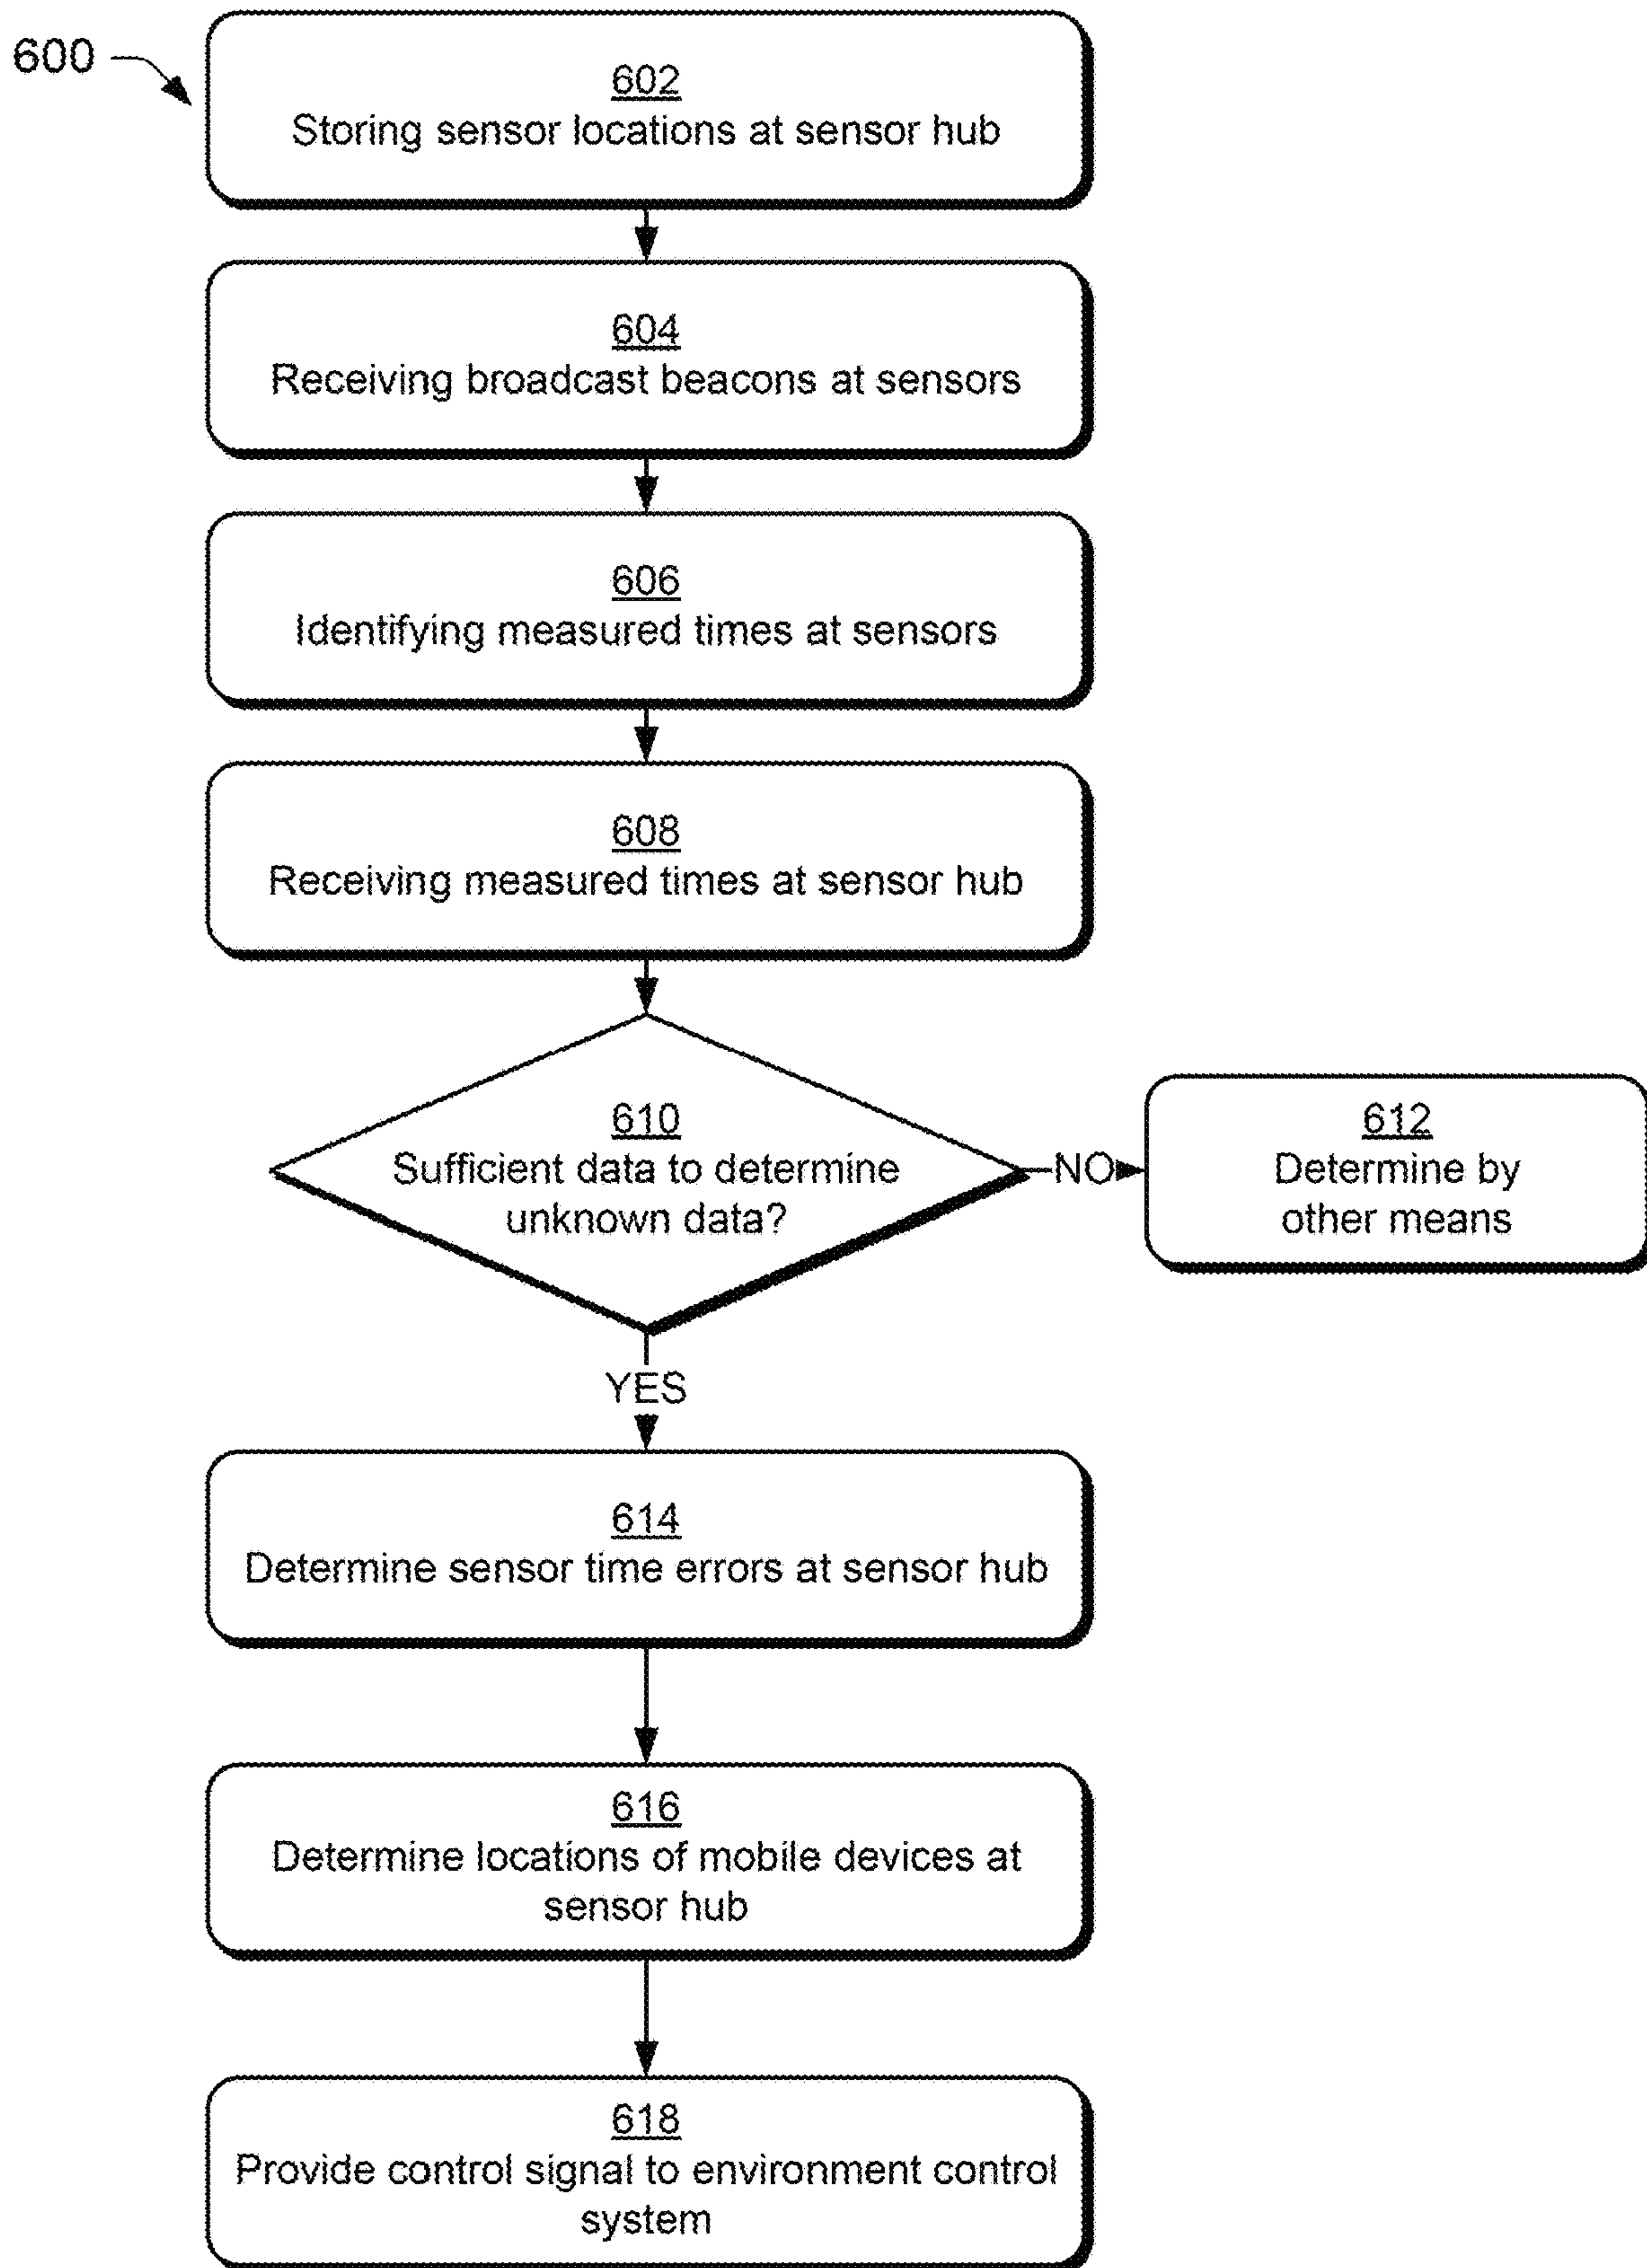 600
602
Storing sensor locations at sensor hub
604
Receiving broadcast beacons at sensors
606
Identifying measured times at sensors
608
Receiving measured times at sensor hub
610
Sufficient data to determine
unknown data?
NO
612
Determine by
other means
YES
614
Determine sensor time errors at sensor hub
616
Determine locations of mobile devices at
sensor hub
618
Provide control signal to environment control
system